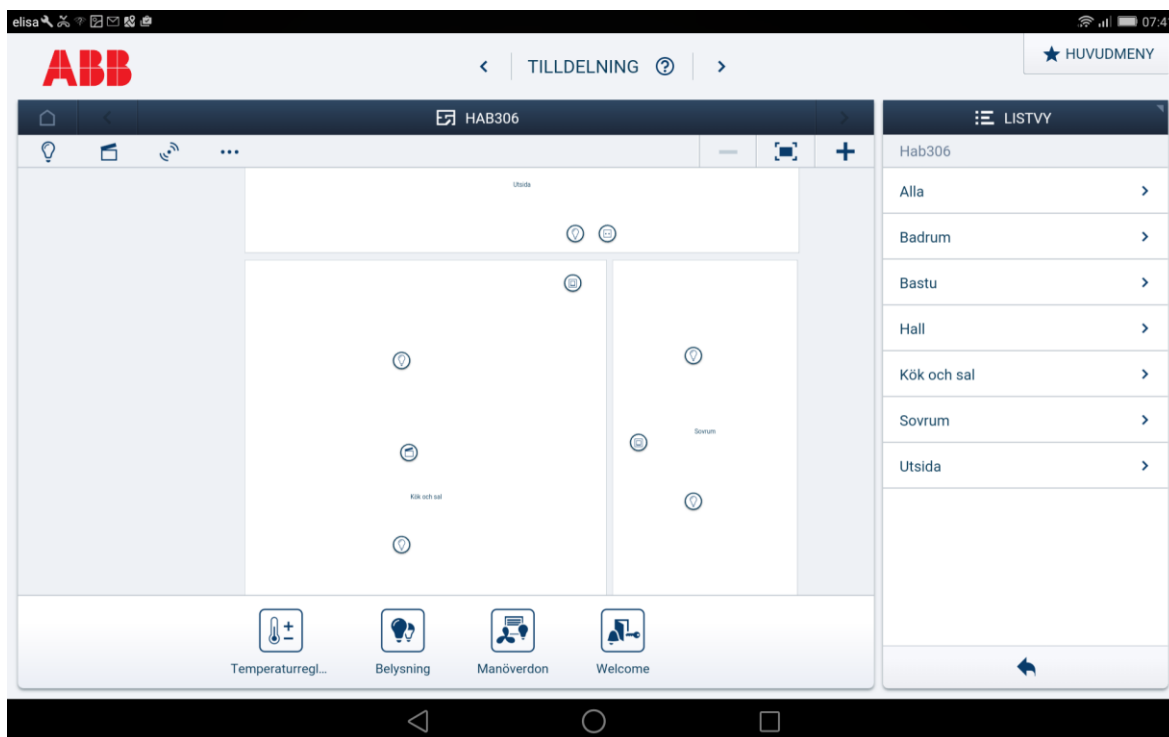 elisa 07:4
ABB
TILLDELNING ?
HUVUDMENY
HAB306
LISTVY
Hab306
Alla
Badrum
Bastu
Hall
Kök och sal
Sovrum
Utsida
Utsida
Sovrum
Kök och sal
Temperaturregl...
Belysning
Manöverdon
Welcome